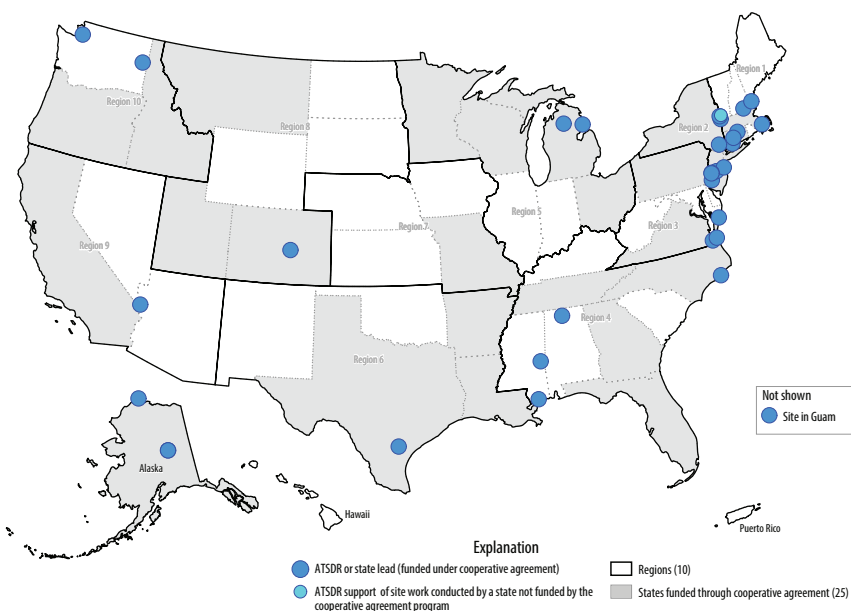 Region 1
Region 10
Region 8
Region 2
Region 5
Region 3
Region 7
Region 9
Region 4
Region 6
Not shown
Site in Guam
Alaska
Hawaii
Puerto Rico
Explanation
ATSDR or state lead (funded under cooperative agreement)
Regions (10)
ATSDR support of site work conducted by a state not funded by the
cooperative agreement program
States funded through cooperative agreement (25)